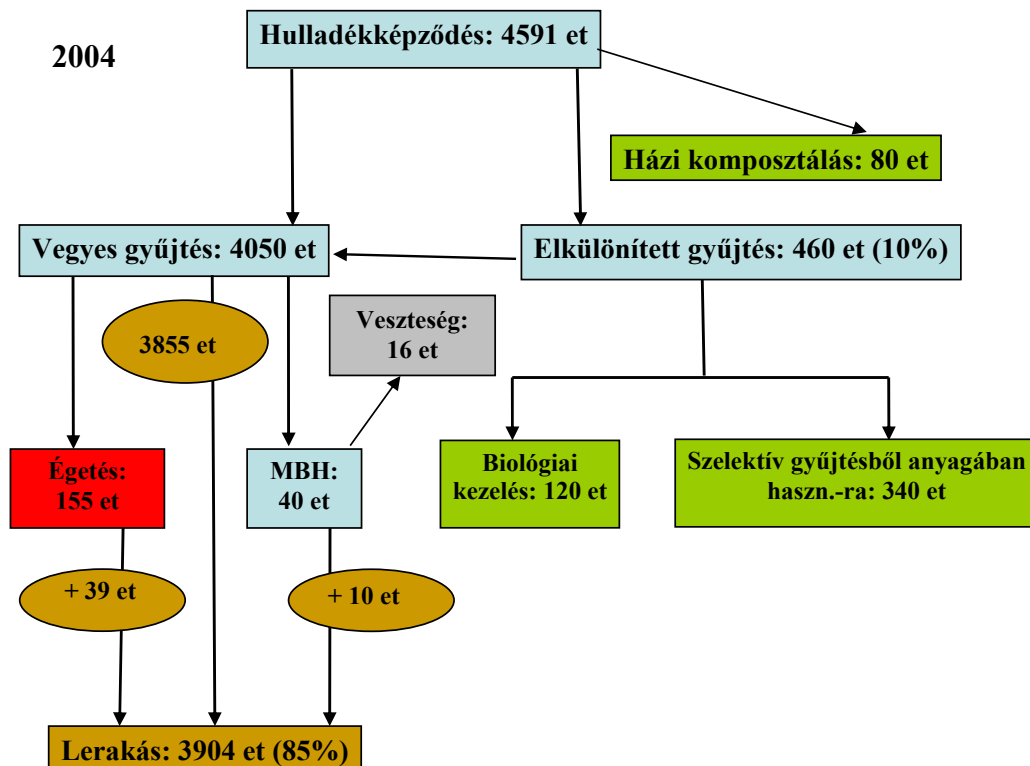 Hulladékképződés: 4591 et
2004
Házi komposztálás: 80 et
Vegyes gyűjtés: 4050 et
Elkülönített gyűjtés: 460 et (10%)
3855 et
Veszteség:
16 et
Égetés:
155 et
MBH:
40 et
Biológiai
kezelés: 120 et
Szelektív gyűjtésből anyagában
haszn.-ra: 340 et
+ 39 et
+ 10 et
Lerakás: 3904 et (85%)